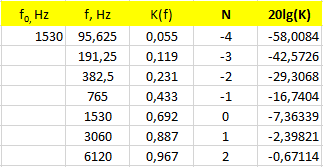 f0, Hz f, Hz K(f) N 20lg(K)
1530 95,625 0,055 -4 -58,0084
191,25 0,119 -3 -42,5726
382,5 0,231 -2 -29,3068
765 0,433 -1 -16,7404
1530 0,692 0 -7,36339
3060 0,887 1 -2,39821
6120 0,967 2 -0,67114